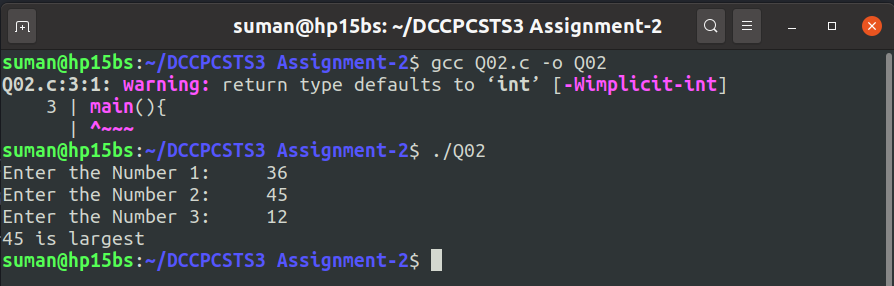 suman@hp15bs: ~/DCCPCSTS3 Assignment-2
suman@hp15bs:~/DCCPCSTS3 Assignment-2$ gcc Q02.c -o Q02
Q02.c:3:1: warning: return type defaults to ‘int’ [-Wimplicit-int]
    3 | main(){
      | ^~~~
suman@hp15bs:~/DCCPCSTS3 Assignment-2$ ./Q02
Enter the Number 1:     36
Enter the Number 2:     45
Enter the Number 3:     12
45 is largest
suman@hp15bs:~/DCCPCSTS3 Assignment-2$